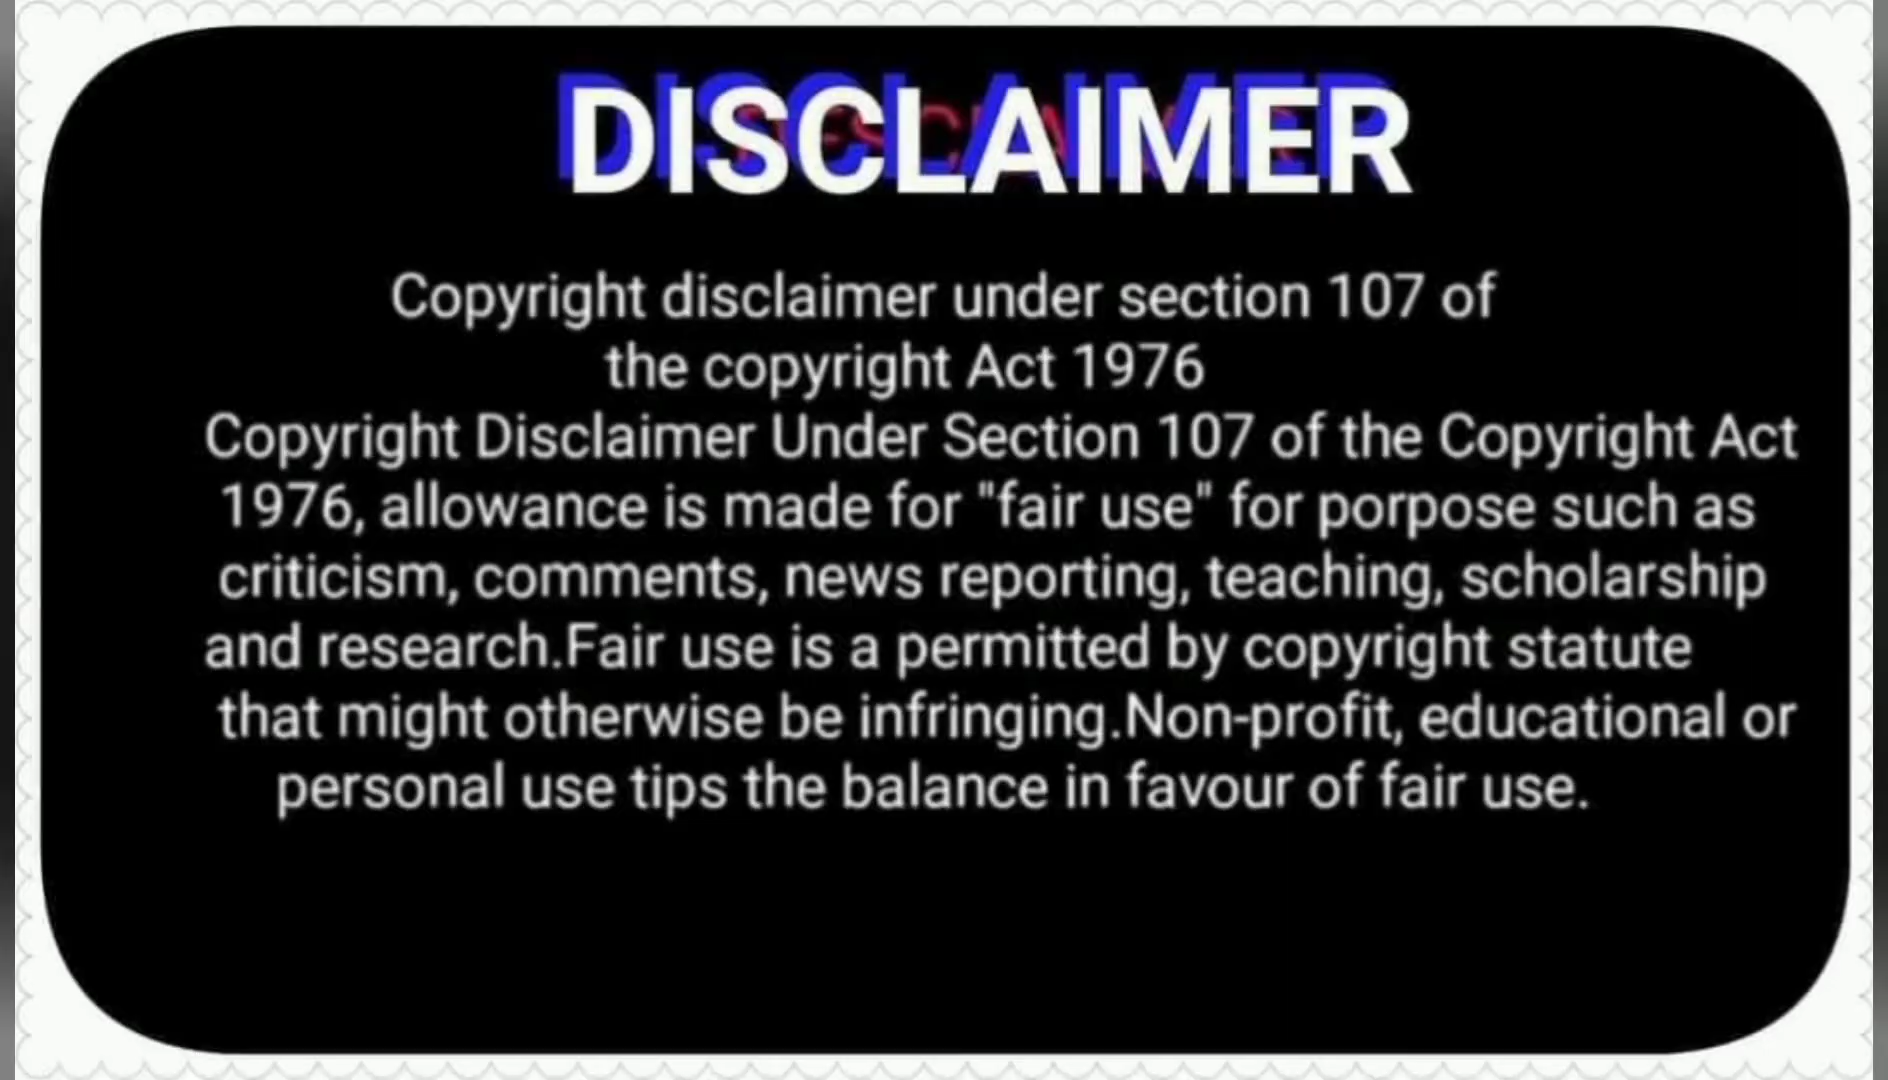 DISCLAIMER
Copyright disclaimer under section 107 of
the copyright Act 1976
Copyright Disclaimer Under Section 107 of the Copyright Act
1976, allowance is made for "fair use" for porpose such as
criticism, comments, news reporting, teaching, scholarship
and research.Fair use is a permitted by copyright statute
that might otherwise be infringing.Non-profit, educational or
personal use tips the balance in favour of fair use.